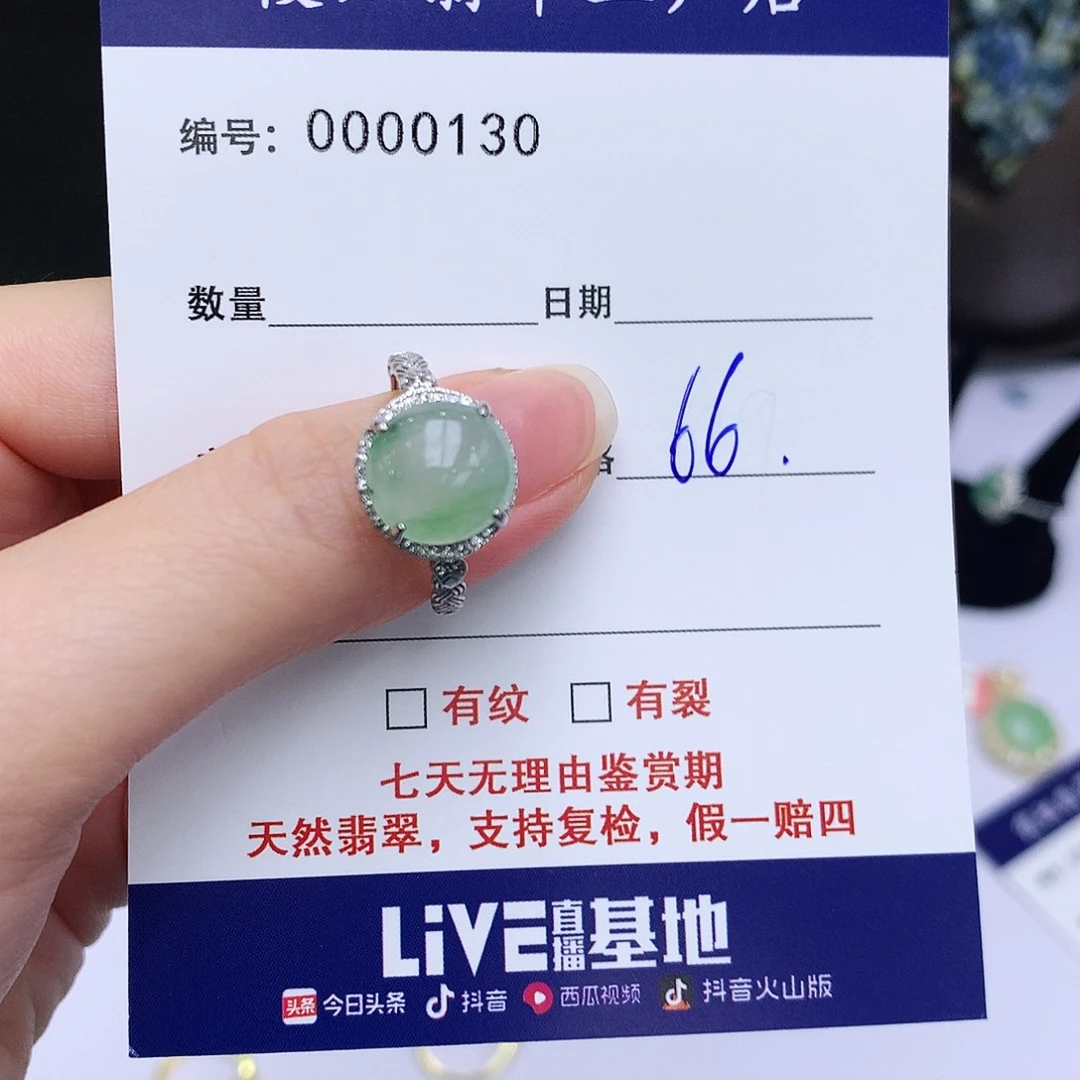 编号：0000130
数量 日期
66.
□ 有纹 □ 有裂
七天无理由鉴赏期
天然翡翠，支持复检，假一赔四
LiVE直播基地
头条 今日头条 抖音 西瓜视频 抖音火山版